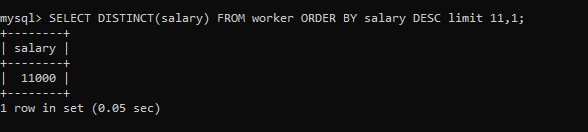 mysql> SELECT DISTINCT(salary) FROM worker ORDER BY salary DESC limit 11,1;
+--------+
| salary |
+--------+
|  11000 |
+--------+
1 row in set (0.05 sec)